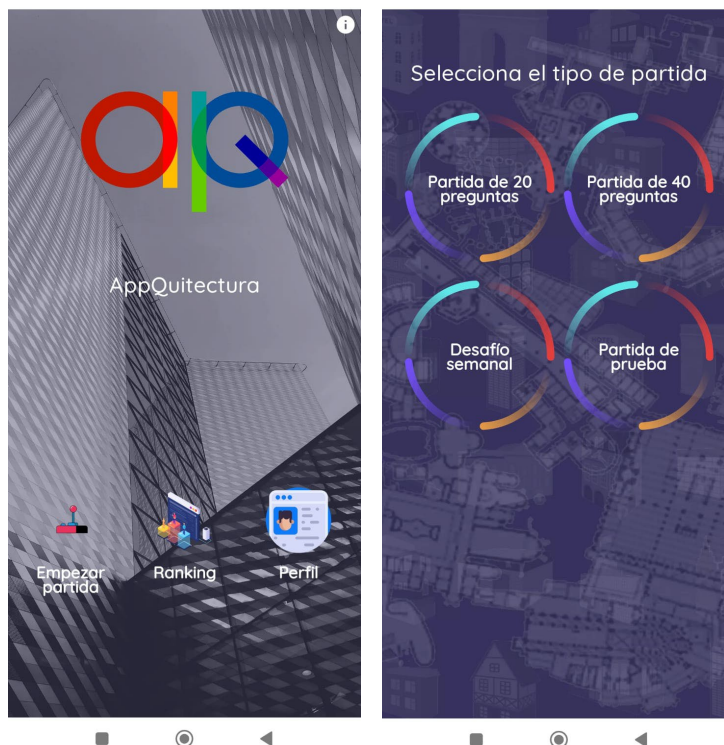 apQ
AppQuitectura
Empezar
partida
Ranking
Perfil
Selecciona el tipo de partida
Partida de 20
preguntas
Partida de 40
preguntas
Desafío
semanal
Partida de
prueba